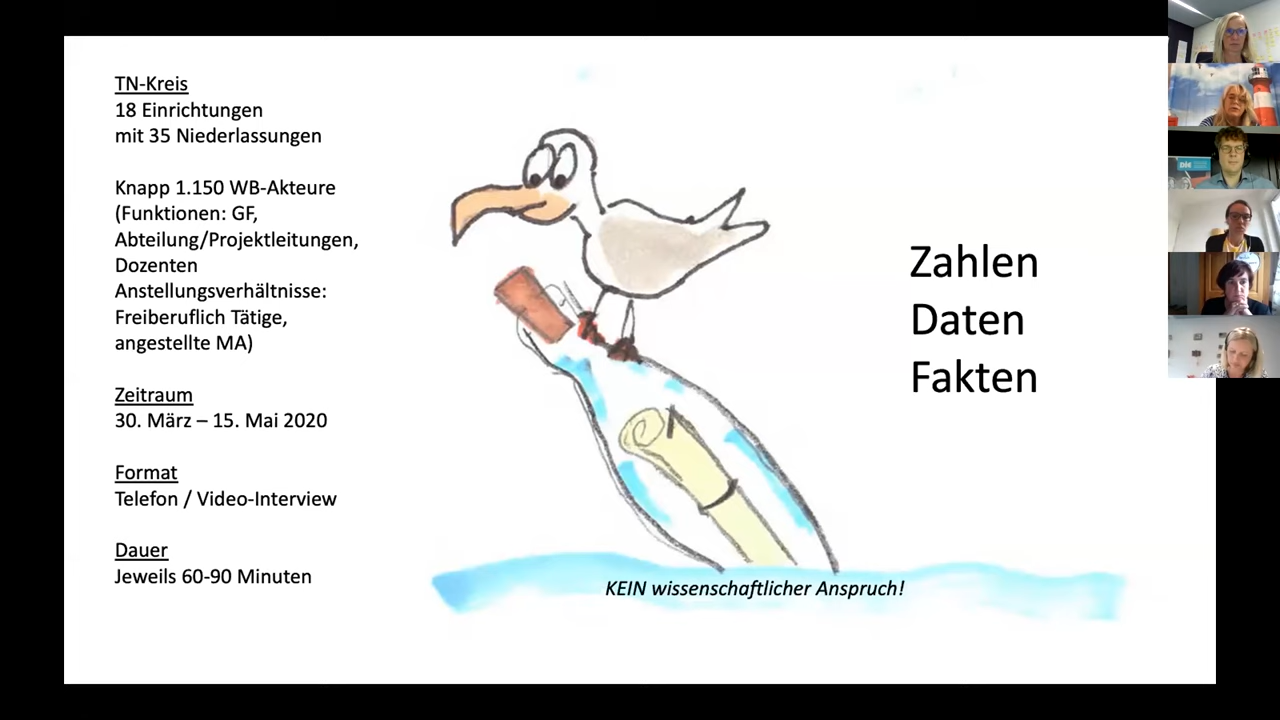 TN-Kreis
18 Einrichtungen
mit 35 Niederlassungen
Knapp 1.150 WB-Akteure
(Funktionen: GF,
Abteilung/Projektleitungen,
Dozenten
Anstellungsverhältnisse:
Freiberuflich Tätige,
angestellte MA)
Zeitraum
30. März – 15. Mai 2020
Format
Telefon / Video-Interview
Dauer
Jeweils 60-90 Minuten
Zahlen
Daten
Fakten
KEIN wissenschaftlicher Anspruch!
DIE